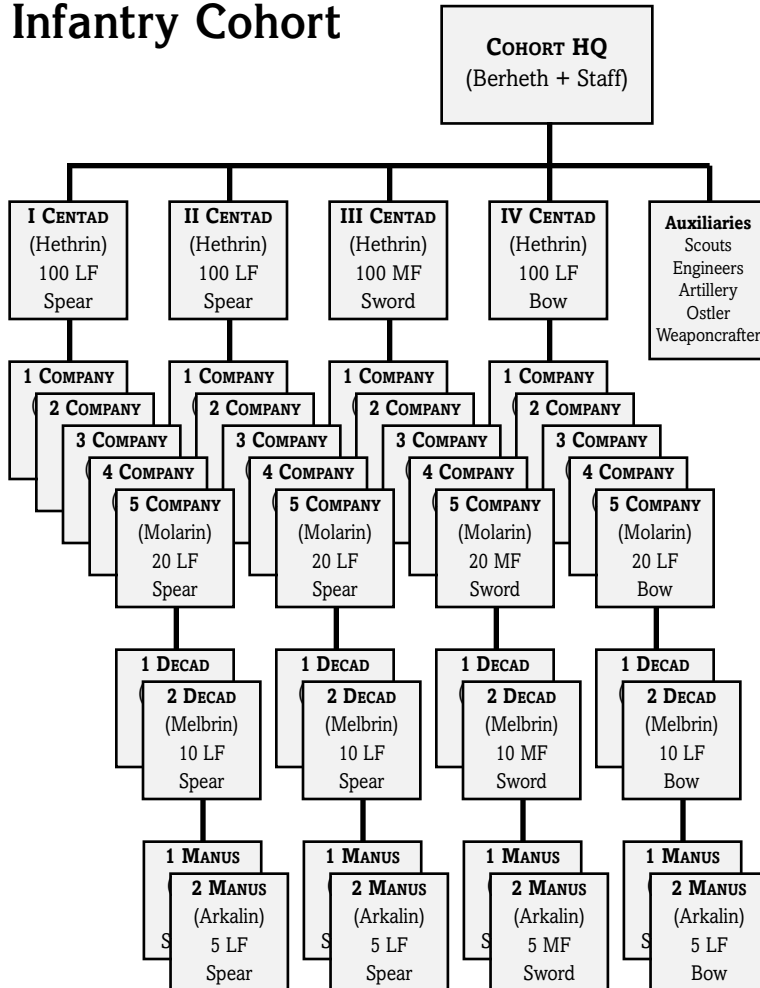 Infantry Cohort
COHORT HQ
(Berheth + Staff)
I CENTAD
(Hethrin)
100 LF
Spear
II CENTAD
(Hethrin)
100 LF
Spear
III CENTAD
(Hethrin)
100 MF
Sword
IV CENTAD
(Hethrin)
100 LF
Bow
Auxiliaries
Scouts
Engineers
Artillery
Ostler
Weaponcrafter
1 COMPANY
2 COMPANY
3 COMPANY
4 COMPANY
5 COMPANY
(Molarin)
20 LF
Spear
1 COMPANY
2 COMPANY
3 COMPANY
4 COMPANY
5 COMPANY
(Molarin)
20 LF
Spear
1 COMPANY
2 COMPANY
3 COMPANY
4 COMPANY
5 COMPANY
(Molarin)
20 MF
Sword
1 COMPANY
2 COMPANY
3 COMPANY
4 COMPANY
5 COMPANY
(Molarin)
20 LF
Bow
1 DECAD
2 DECAD
(Melbrin)
10 LF
Spear
1 DECAD
2 DECAD
(Melbrin)
10 LF
Spear
1 DECAD
2 DECAD
(Melbrin)
10 MF
Sword
1 DECAD
2 DECAD
(Melbrin)
10 LF
Bow
1 MANUS
2 MANUS
(Arkalin)
5 LF
Spear
1 MANUS
2 MANUS
(Arkalin)
5 LF
Spear
1 MANUS
2 MANUS
(Arkalin)
5 MF
Sword
1 MANUS
2 MANUS
(Arkalin)
5 LF
Bow